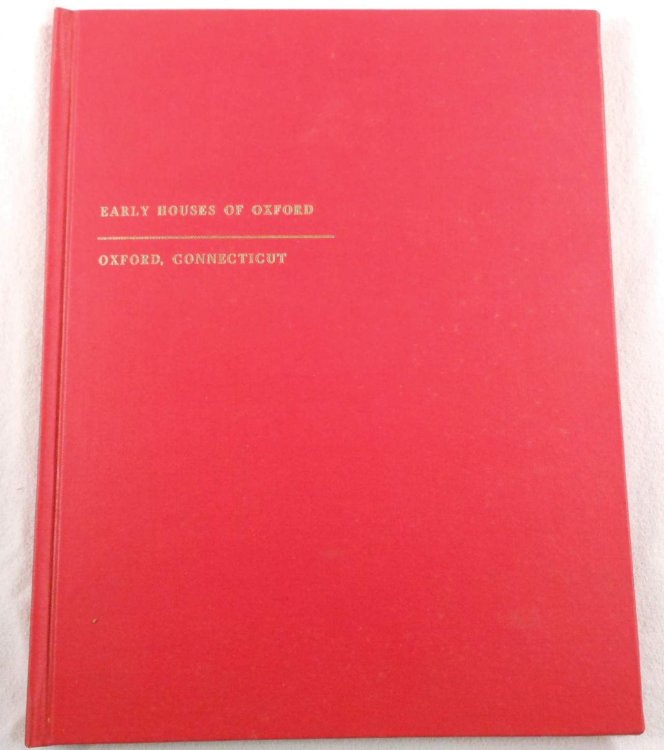 EARLY HOUSES OF OXFORD
OXFORD, CONNECTICUT